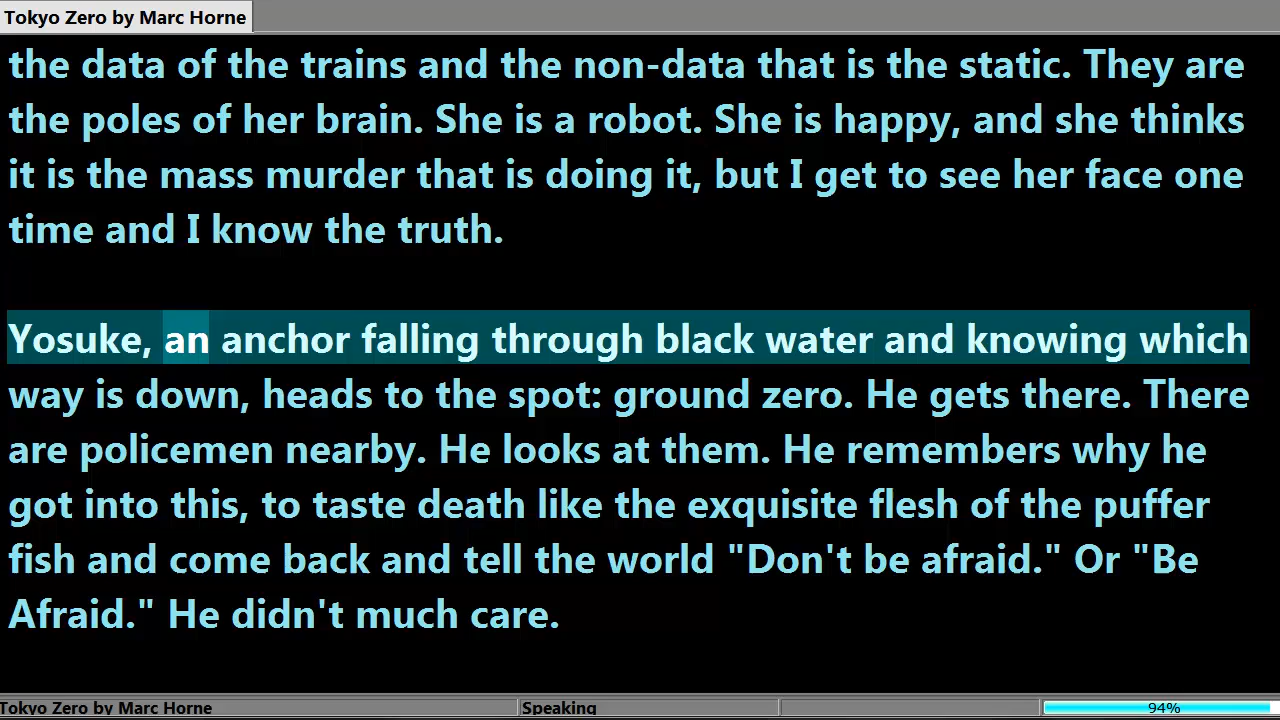 Tokyo Zero by Marc Horne
the data of the trains and the non-data that is the static. They are
the poles of her brain. She is a robot. She is happy, and she thinks
it is the mass murder that is doing it, but I get to see her face one
time and I know the truth.
Yosuke, an anchor falling through black water and knowing which
way is down, heads to the spot: ground zero. He gets there. There
are policemen nearby. He looks at them. He remembers why he
got into this, to taste death like the exquisite flesh of the puffer
fish and come back and tell the world "Don't be afraid." Or "Be
Afraid." He didn't much care.
Tokyo Zero by Marc Horne Speaking 94%